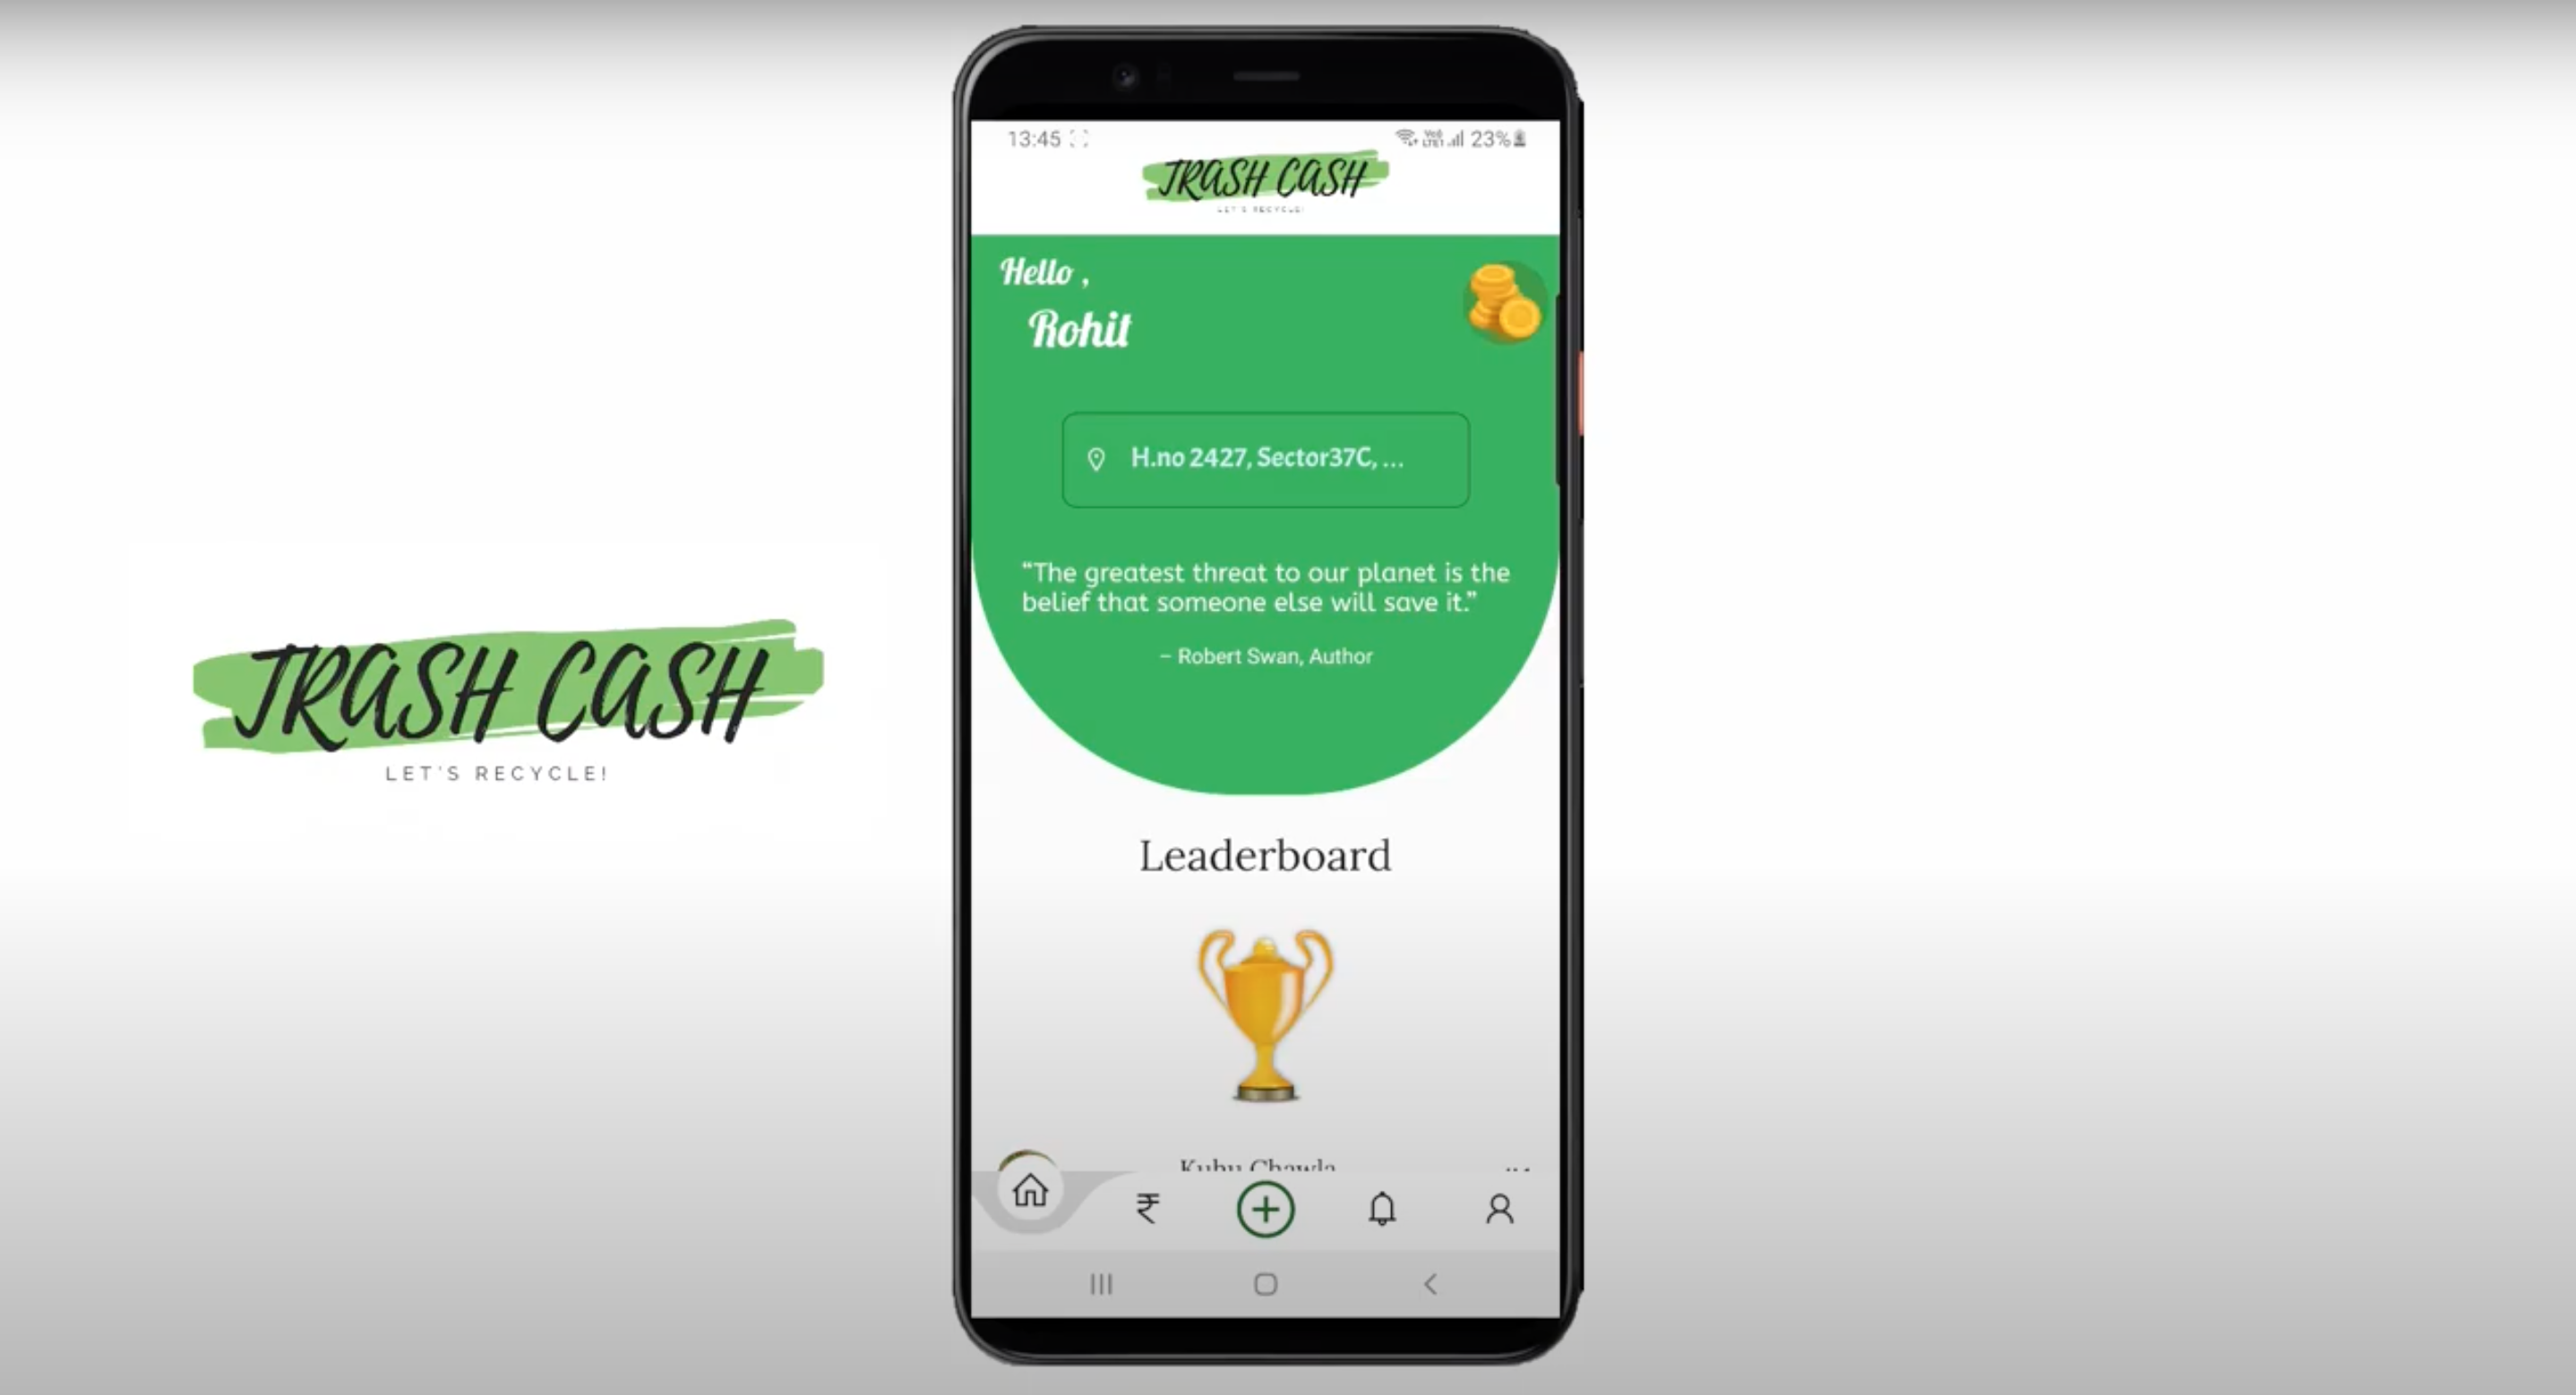 TRASH CASH
LET'S RECYCLE!
13:45
23%
TRASH CASH
LET'S RECYCLE!
Hello ,
Rohit
H.no 2427, Sector37C, ...
“The greatest threat to our planet is the
belief that someone else will save it.”
– Robert Swan, Author
Leaderboard
Kubu Chawla
₹